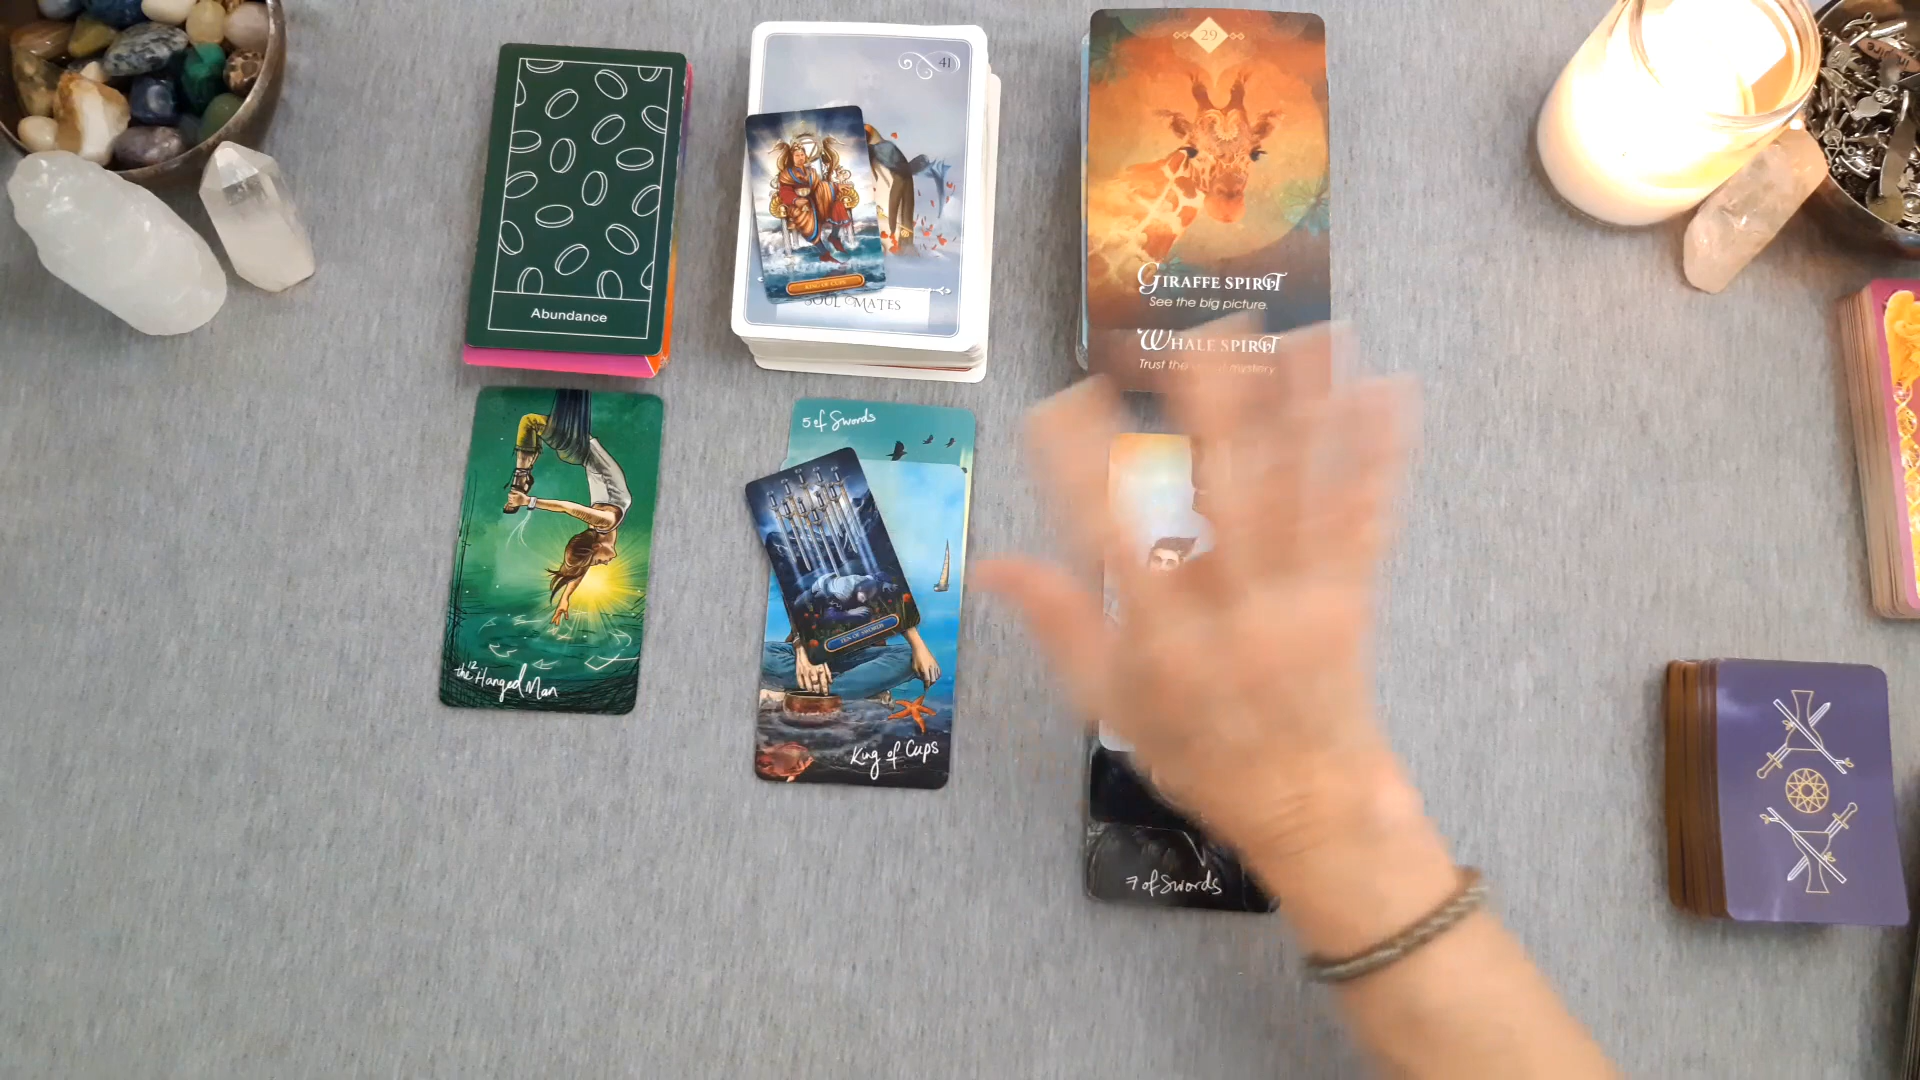 Abundance
12
the Hanged Man
41
KING OF CUPS
SOUL MATES
5 of Swords
TEN OF SWORDS
King of Cups
29
GIRAFFE SPIRIT
See the big picture.
WHALE SPIRIT
Trust the mystery.
7 of Swords